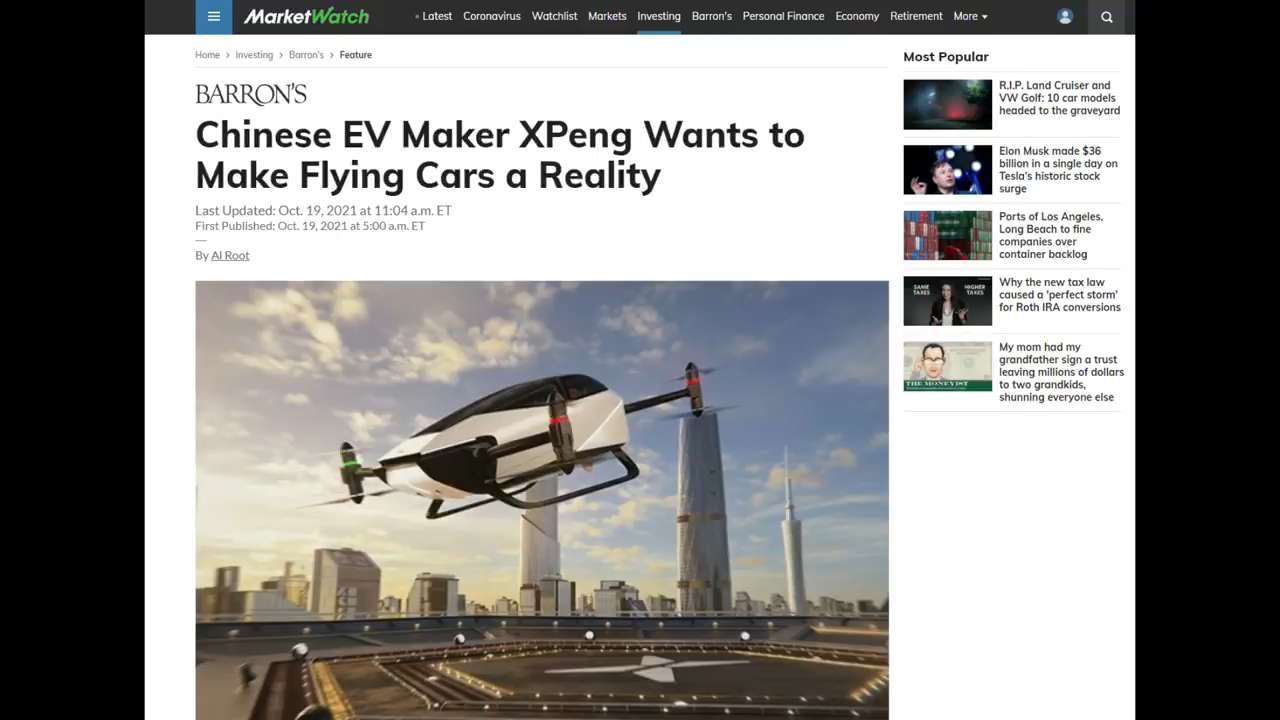 MarketWatch
• Latest Coronavirus Watchlist Markets Investing Barron's Personal Finance Economy Retirement More
Home > Investing > Barron's > Feature
BARRON'S
Chinese EV Maker XPeng Wants to
Make Flying Cars a Reality
Last Updated: Oct. 19, 2021 at 11:04 a.m. ET
First Published: Oct. 19, 2021 at 5:00 a.m. ET
By Al Root
Most Popular
R.I.P. Land Cruiser and
VW Golf: 10 car models
headed to the graveyard
Elon Musk made $36
billion in a single day on
Tesla's historic stock
surge
Ports of Los Angeles,
Long Beach to fine
companies over
container backlog
SAME
TAXES
HIGHER
TAXES
Why the new tax law
caused a 'perfect storm'
for Roth IRA conversions
THE MONEYIST
My mom had my
grandfather sign a trust
leaving millions of dollars
to two grandkids,
shunning everyone else